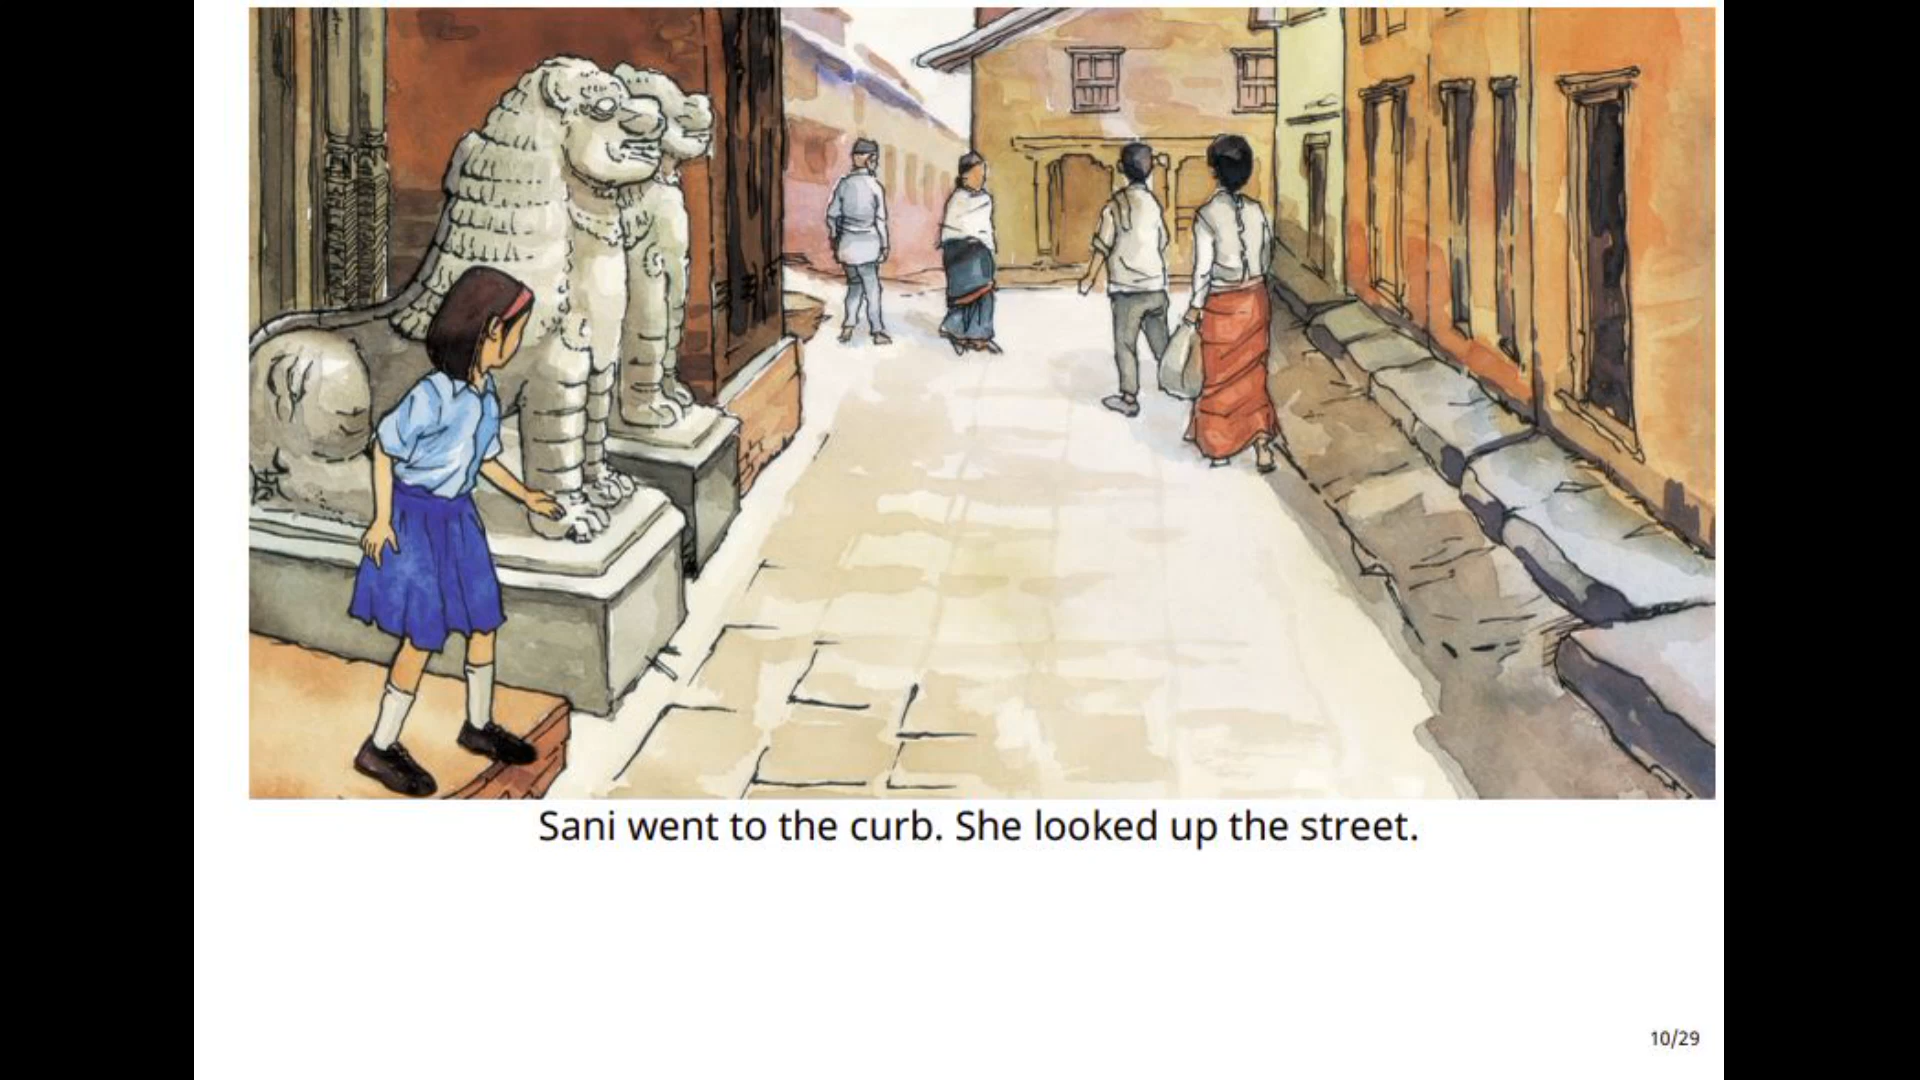 Sani went to the curb. She looked up the street.
10/29